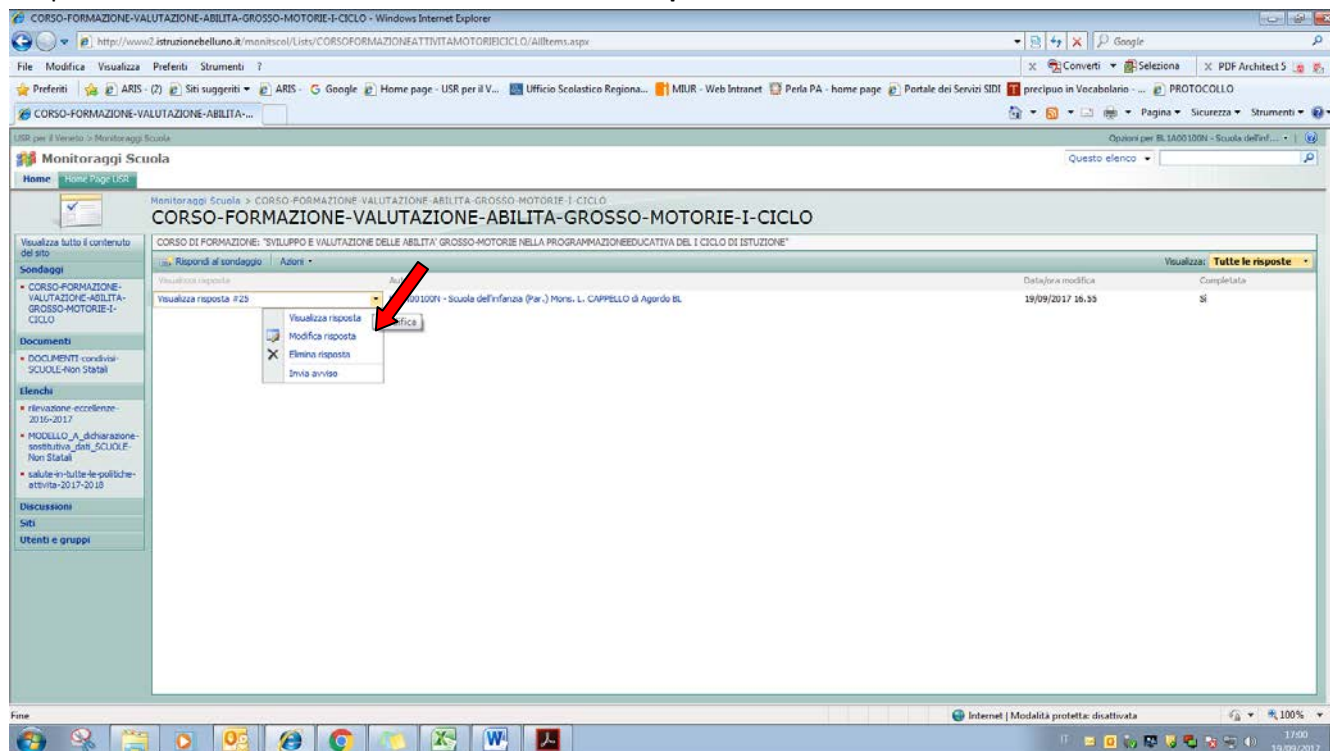 CORSO-FORMAZIONE-VALUTAZIONE-ABILITA-GROSSO-MOTORIE-I-CICLO - Windows Internet Explorer
http://www2.istruzionebelluno.it/monitscol/Lists/CORSOFORMAZIONEATTIVITAMOTORIEICICLO/AllItems.aspx
Google
File Modifica Visualizza Preferiti Strumenti ?
x Converti Seleziona x PDF Architect 5
Preferiti ARIS - (2) Siti suggeriti ARIS - Google Home page - USR per il V... Ufficio Scolastico Regiona... MIUR - Web Intranet Perla PA - home page Portale dei Servizi SIDI precipuo in Vocabolario - ... PROTOCOLLO
CORSO-FORMAZIONE-VALUTAZIONE-ABILITA-...
Pagina Sicurezza Strumenti
USR per il Veneto > Monitoraggi Scuola
Opzioni per BL1A00100N - Scuola dell'inf...
Monitoraggi Scuola
Questo elenco
Home Home Page USR
Monitoraggi Scuola > CORSO-FORMAZIONE-VALUTAZIONE-ABILITA-GROSSO-MOTORIE-I-CICLO
CORSO-FORMAZIONE-VALUTAZIONE-ABILITA-GROSSO-MOTORIE-I-CICLO
Visualizza tutto il contenuto del sito
CORSO DI FORMAZIONE: "SVILUPPO E VALUTAZIONE DELLE ABILITA' GROSSO-MOTORIE NELLA PROGRAMMAZIONEEDUCATIVA DEL I CICLO DI ISTUZIONE"
Rispondi al sondaggio Azioni
Visualizza: Tutte le risposte
Visualizza risposta
Data/ora modifica
Completata
Visualizza risposta #25
00100N - Scuola dell'infanzia (Par.) Mons. L. CAPPELLO di Agordo BL
19/09/2017 16.55
Sì
Visualizza risposta
Modifica risposta
Elimina risposta
Invia avviso
Sondaggi
CORSO-FORMAZIONE-
VALUTAZIONE-ABILITA-
GROSSO-MOTORIE-I-
CICLO
Documenti
DOCUMENTI-condivisi-
SCUOLE-Non Statali
Elenchi
rilevazione-eccellenze-
2016-2017
MODELLO_A_dichiarazione-
sostitutiva_dati_SCUOLE-
Non Statali
salute-in-tutte-le-politiche-
attivita-2017-2018
Discussioni
Siti
Utenti e gruppi
Fine
Internet | Modalità protetta: disattivata
100%
IT
17:00
19/09/2017